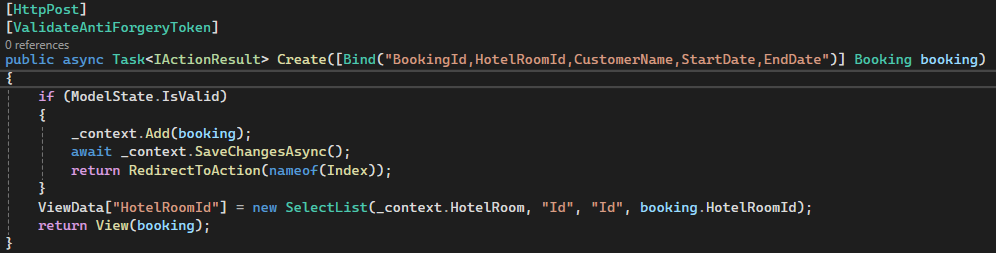 [HttpPost]
[ValidateAntiForgeryToken]
0 references
public async Task<IActionResult> Create([Bind("BookingId,HotelRoomId,CustomerName,StartDate,EndDate")] Booking booking)
{
    if (ModelState.IsValid)
    {
        _context.Add(booking);
        await _context.SaveChangesAsync();
        return RedirectToAction(nameof(Index));
    }
    ViewData["HotelRoomId"] = new SelectList(_context.HotelRoom, "Id", "Id", booking.HotelRoomId);
    return View(booking);
}